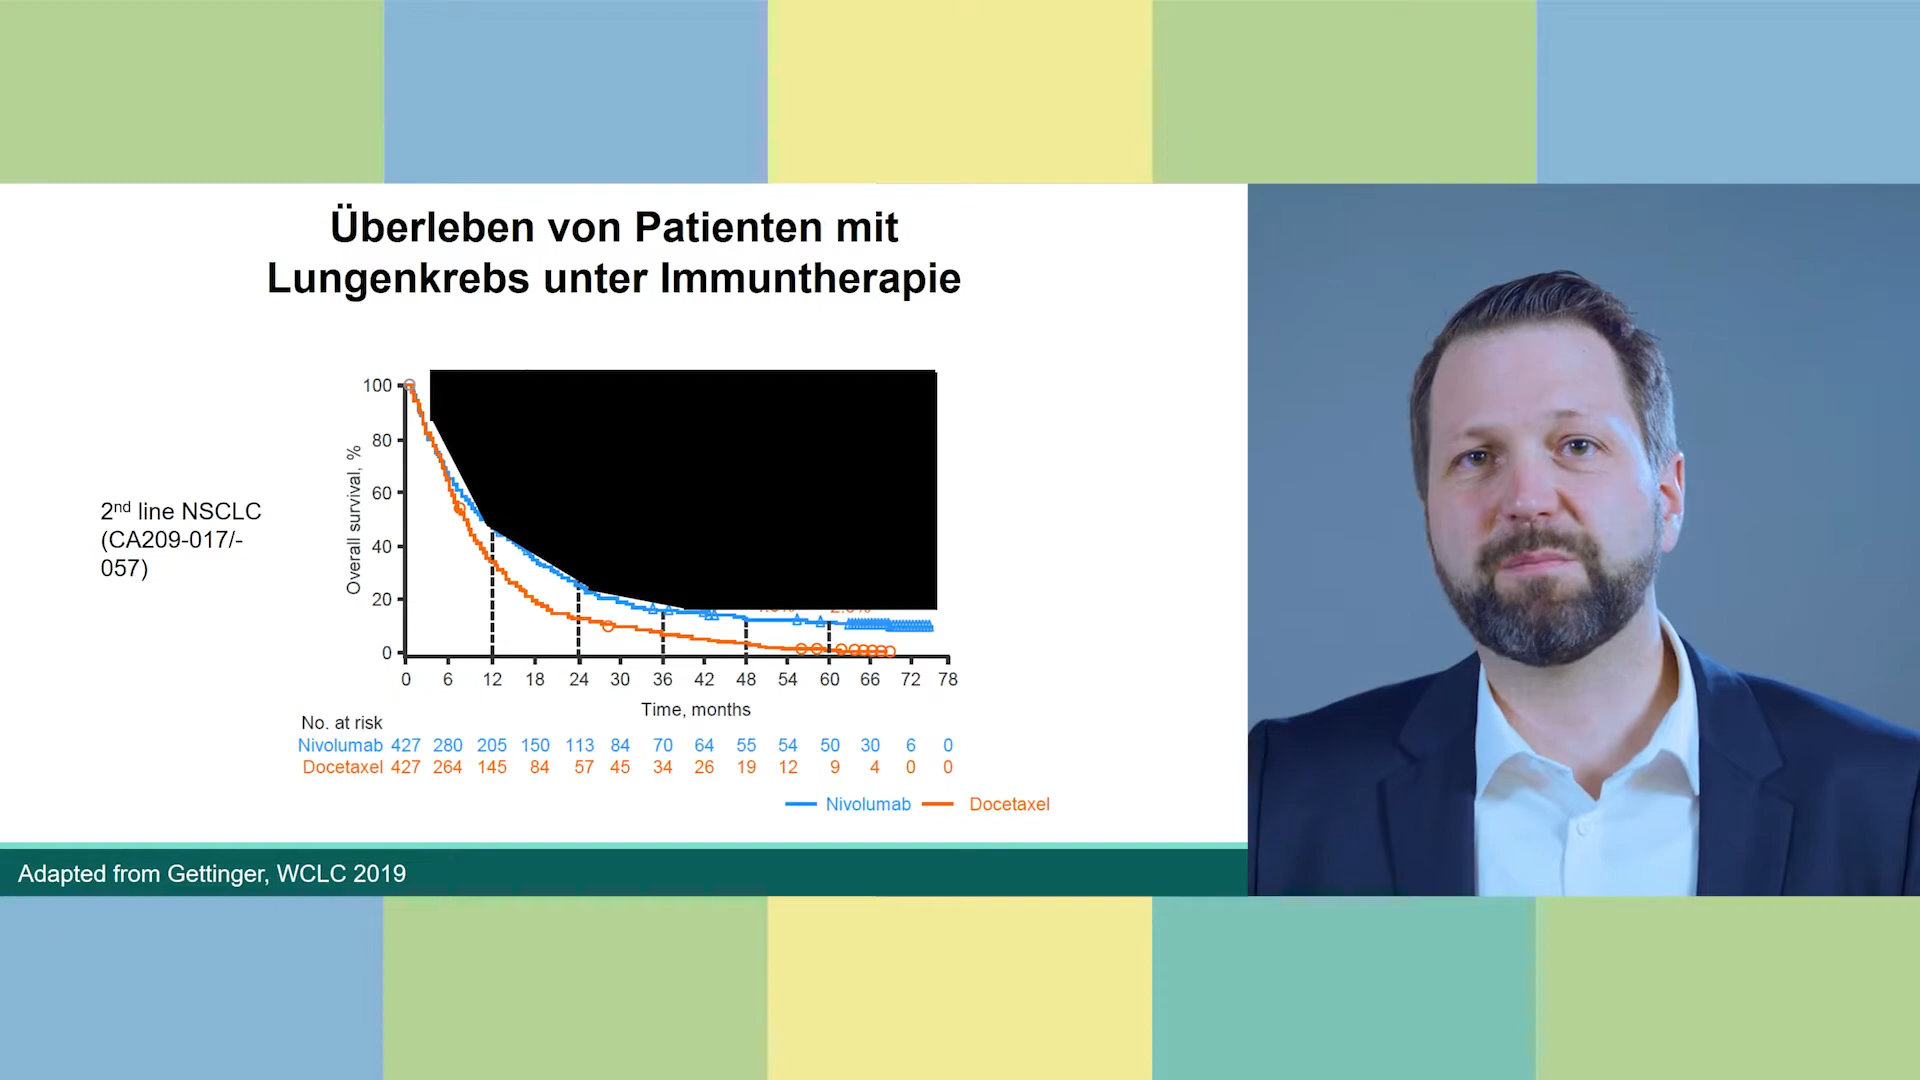 Überleben von Patienten mit
Lungenkrebs unter Immuntherapie
2nd line NSCLC
(CA209-017/-
057)
Overall survival, %
100
80
60
40
20
0
0 6 12 18 24 30 36 42 48 54 60 66 72 78
Time, months
No. at risk
Nivolumab 427 280 205 150 113 84 70 64 55 54 50 30 6 0
Docetaxel 427 264 145 84 57 45 34 26 19 12 9 4 0 0
Nivolumab Docetaxel
Adapted from Gettinger, WCLC 2019